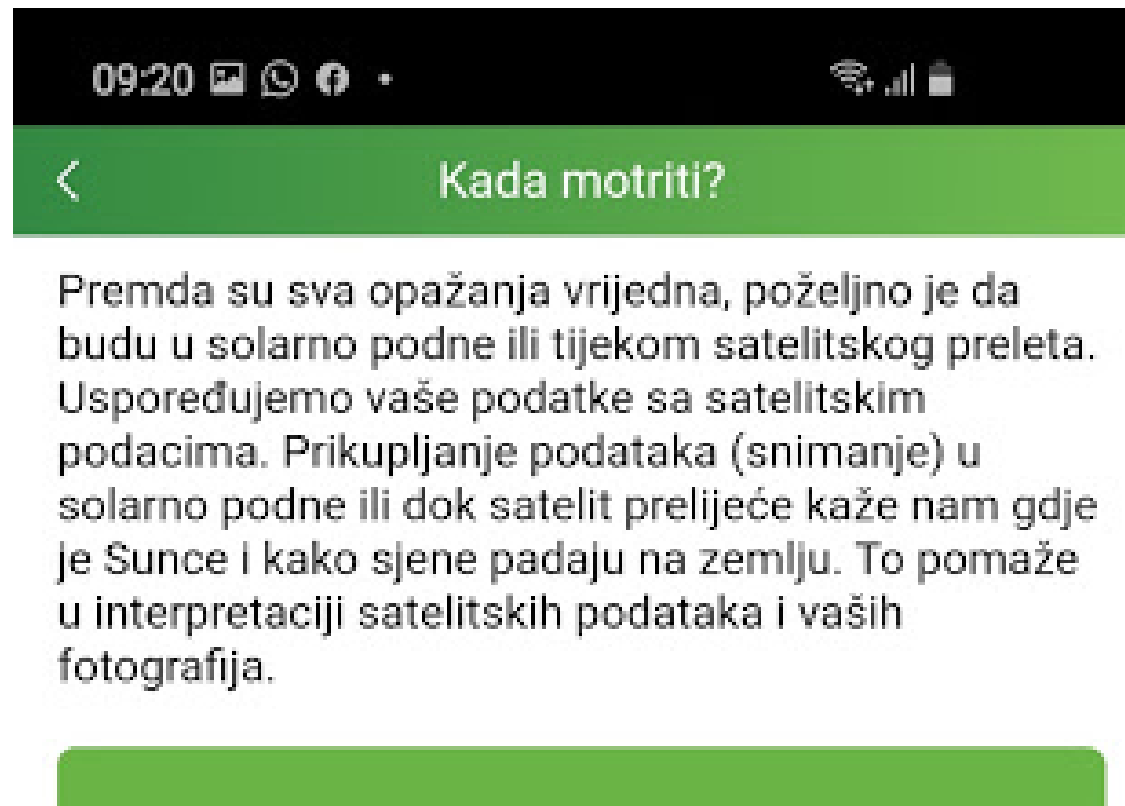 09:20
Kada motriti?
Premda su sva opažanja vrijedna, poželjno je da
budu u solarno podne ili tijekom satelitskog preleta.
Uspoređujemo vaše podatke sa satelitskim
podacima. Prikupljanje podataka (snimanje) u
solarno podne ili dok satelit prelijeće kaže nam gdje
je Sunce i kako sjene padaju na zemlju. To pomaže
u interpretaciji satelitskih podataka i vaših
fotografija.